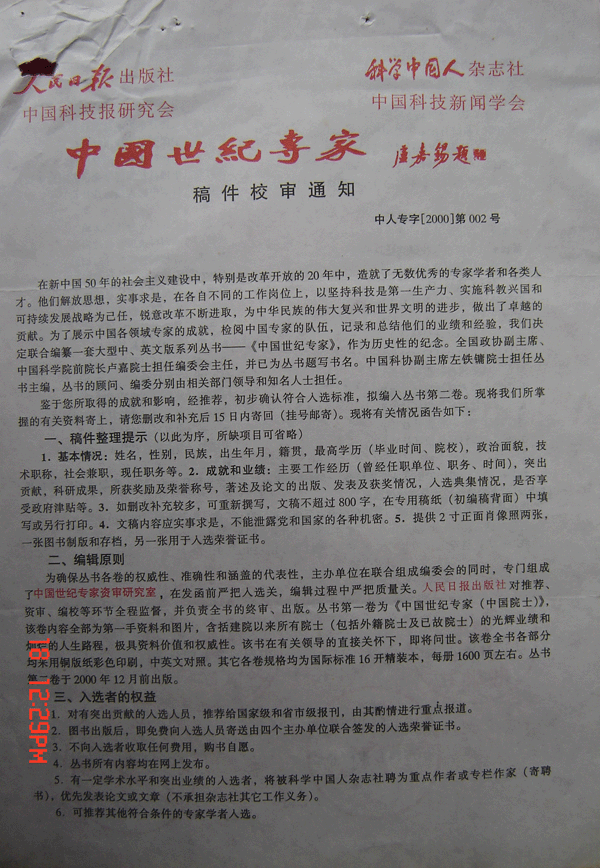 人民日报出版社
科学中国人杂志社
中国科技报研究会
中国科技新闻学会
中國世紀專家 卢嘉錫題
稿件校审通知
中人专字[2000]第 002 号
在新中国 50 年的社会主义建设中，特别是改革开放的 20 年中，造就了无数优秀的专家学者和各类人
才。他们解放思想，实事求是，在各自不同的工作岗位上，以坚持科技是第一生产力、实施科教兴国和
可持续发展战略为己任，锐意改革不断进取，为中华民族的伟大复兴和世界文明的进步，做出了卓越的
贡献。为了展示中国各领域专家的成就，检阅中国专家的队伍，记录和总结他们的业绩和经验，我们决
定联合编纂一套大型中、英文版系列丛书——《中国世纪专家》，作为历史性的纪念。全国政协副主席、
中国科学院前院长卢嘉院士担任编委会主任，并已为丛书题写书名。中国科协副主席左铁镛院士担任丛
书主编，丛书的顾问、编委分别由相关部门领导和知名人士担任。
鉴于您所取得的成就和影响，经推荐，初步确认符合入选标准，拟编入丛书第二卷。现将我们所掌
握的有关资料寄上，请您删改和补充后 15 日内寄回（挂号邮寄）。现将有关情况函告如下：
一、稿件整理提示（以此为序，所缺项目可省略）
1．基本情况：姓名，性别，民族，出生年月，籍贯，最高学历（毕业时间、院校），政治面貌，技
术职称，社会兼职，现任职务等。2．成就和业绩：主要工作经历（曾经任职单位、职务、时间），突出
贡献，科研成果，所获奖励及荣誉称号，著述及论文的出版、发表及获奖情况，入选典集情况，是否享
受政府津贴等。3．如删改补充较多，可重新撰写，文稿不超过 800 字，在专用稿纸（初编稿背面）中填
写或另行打印。4．文稿内容应实事求是，不能泄露党和国家的各种机密。5．提供 2 寸正面肖像照两张，
一张图书制版和存档，另一张用于入选荣誉证书。
二、编辑原则
为确保丛书各卷的权威性、准确性和涵盖的代表性，主办单位在联合组成编委会的同时，专门组成
了中国世纪专家资审研究室，在发函前严把入选关，编辑过程中严把质量关。人民日报出版社对推荐、
资审、编校等环节全程监督，并负责全书的终审、出版。丛书第一卷为《中国世纪专家（中国院士）》，
该卷内容全部为第一手资料和图片，含括建院以来所有院士（包括外籍院士及已故院士）的光辉业绩和
的人生路程，极具资料价值和权威性。该书在有关领导的直接关怀下，即将问世。该卷全书各部分
均采用铜版纸彩色印刷，中英文对照。其它各卷规格均为国际标准 16 开精装本，每册 1600 页左右。丛书
第二卷于 2000 年 12 月前出版。
三、入选者的权益
1．对有突出贡献的入选人员，推荐给国家级和省市级报刊，由其酌情进行重点报道。
2．图书出版后，即免费向入选人员寄送由四个主办单位联合签发的入选荣誉证书。
3．不向入选者收取任何费用，购书自愿。
4．丛书所有内容均在网上发布。
5．有一定学术水平和突出业绩的入选者，将被科学中国人杂志社聘为重点作者或专栏作家（寄聘
书），优先发表论文或文章（不承担杂志社其它工作义务）。
6．可推荐其他符合条件的专家学者入选。
12:29PM